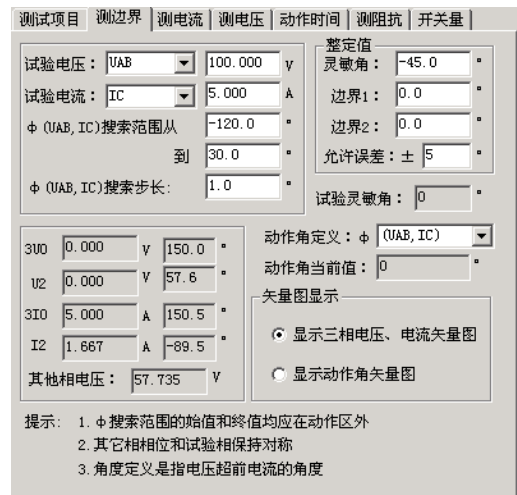 测试项目 测边界 测电流 测电压 动作时间 测阻抗 开关量
试验电压： UAB 100.000 V
试验电流： IC 5.000 A
φ (UAB, IC)搜索范围从 -120.0 °
到 30.0 °
φ (UAB, IC)搜索步长: 1.0 °
整定值
灵敏角： -45.0 °
边界1： 0.0 °
边界2： 0.0 °
允许误差：± 5 °
试验灵敏角： 0 °
3U0 0.000 V 150.0 °
U2 0.000 V 57.6 °
3I0 5.000 A 150.5 °
I2 1.667 A -89.5 °
其他相电压： 57.735 V
动作角定义：φ (UAB, IC)
动作角当前值： 0 °
矢量图显示
显示三相电压、电流矢量图
显示动作角矢量图
提示: 1. φ搜索范围的始值和终值均应在动作区外
2. 其它相相位和试验相保持对称
3. 角度定义是指电压超前电流的角度